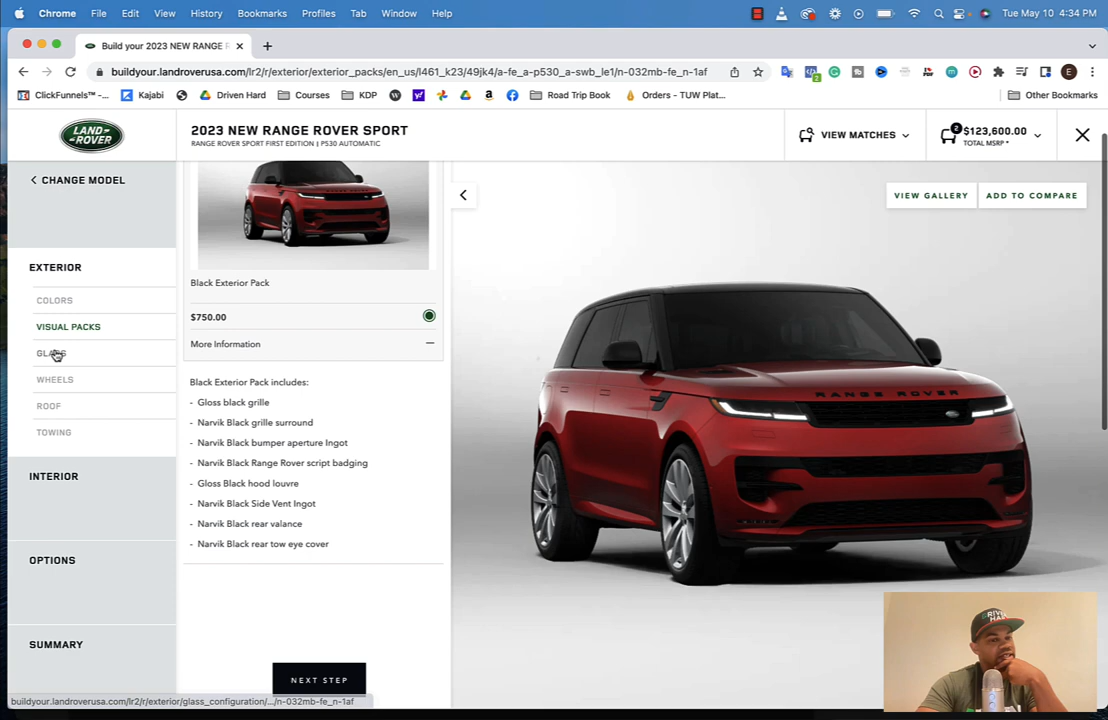 Chrome File Edit View History Bookmarks Profiles Tab Window Help Tue May 10 4:34 PM
Build your 2023 NEW RANGE R
buildyour.landroverusa.com/lr2/r/exterior/exterior_packs/en_us/l461_k23/49jk4/a-fe_a-p530_a-swb_le1/n-032mb-fe_n-1af
ClickFunnels™ -... Kajabi Driven Hard Courses KDP Road Trip Book Orders - TUW Plat... Other Bookmarks
LAND ROVER
2023 NEW RANGE ROVER SPORT
RANGE ROVER SPORT FIRST EDITION | P530 AUTOMATIC
VIEW MATCHES
2
$123,600.00
TOTAL MSRP *
CHANGE MODEL
VIEW GALLERY ADD TO COMPARE
EXTERIOR
COLORS
VISUAL PACKS
GLASS
WHEELS
ROOF
TOWING
INTERIOR
OPTIONS
SUMMARY
Black Exterior Pack
$750.00
More Information
Black Exterior Pack includes:
- Gloss black grille
- Narvik Black grille surround
- Narvik Black bumper aperture Ingot
- Narvik Black Range Rover script badging
- Gloss Black hood louvre
- Narvik Black Side Vent Ingot
- Narvik Black rear valance
- Narvik Black rear tow eye cover
NEXT STEP
RANGE ROVER
buildyour.landroverusa.com/lr2/r/exterior/glass_configuration/.../n-032mb-fe_n-1af